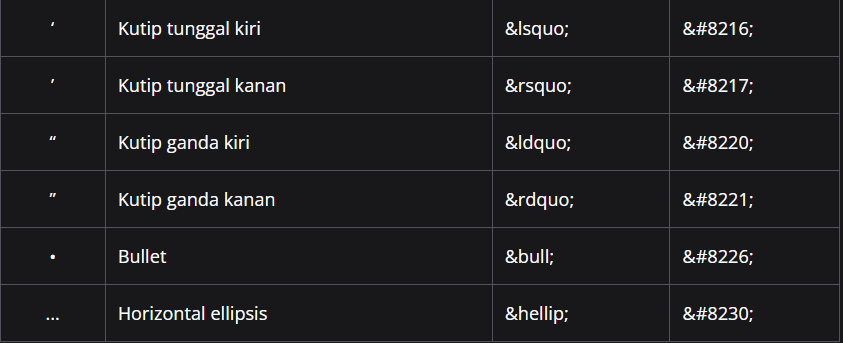 ‘ Kutip tunggal kiri &lsquo; &#8216;
’ Kutip tunggal kanan &rsquo; &#8217;
“ Kutip ganda kiri &ldquo; &#8220;
” Kutip ganda kanan &rdquo; &#8221;
• Bullet &bull; &#8226;
… Horizontal ellipsis &hellip; &#8230;